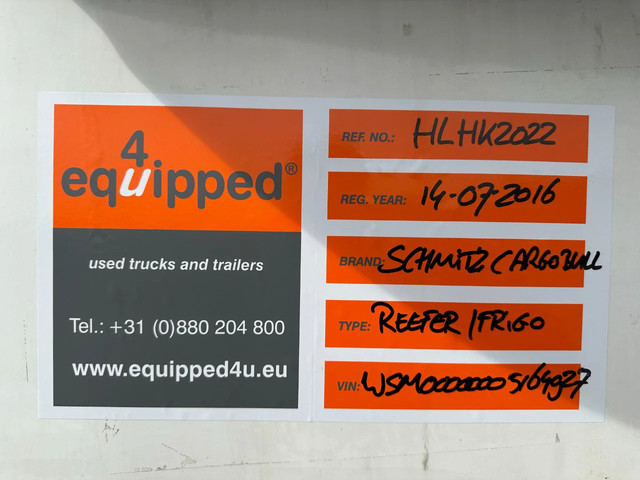 4
equipped®
used trucks and trailers
Tel.: +31 (0)880 204 800
www.equipped4u.eu
REF. NO.: HLHK2022
REG. YEAR: 14-07-2016
BRAND: SCHMITZ CARGOBULL
TYPE: REEFER / FRIGO
VIN: WSM00000005164927